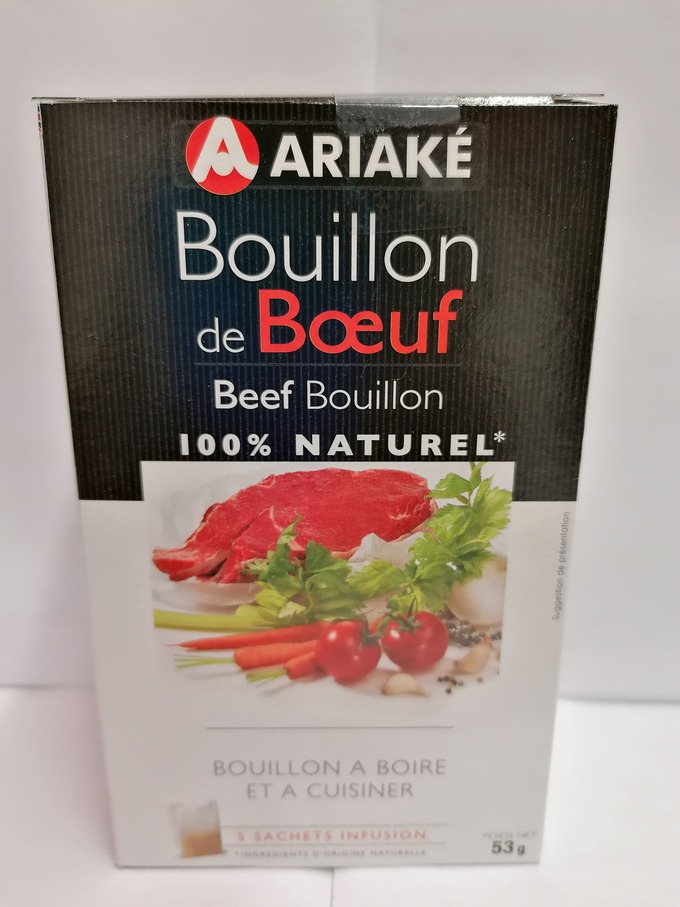 ARIAKÉ
Bouillon
de Bœuf
Beef Bouillon
100% NATUREL*
Suggestion de présentation
BOUILLON A BOIRE
ET A CUISINER
5 SACHETS INFUSION
*INGRÉDIENTS D'ORIGINE NATURELLE
POIDS NET
53g